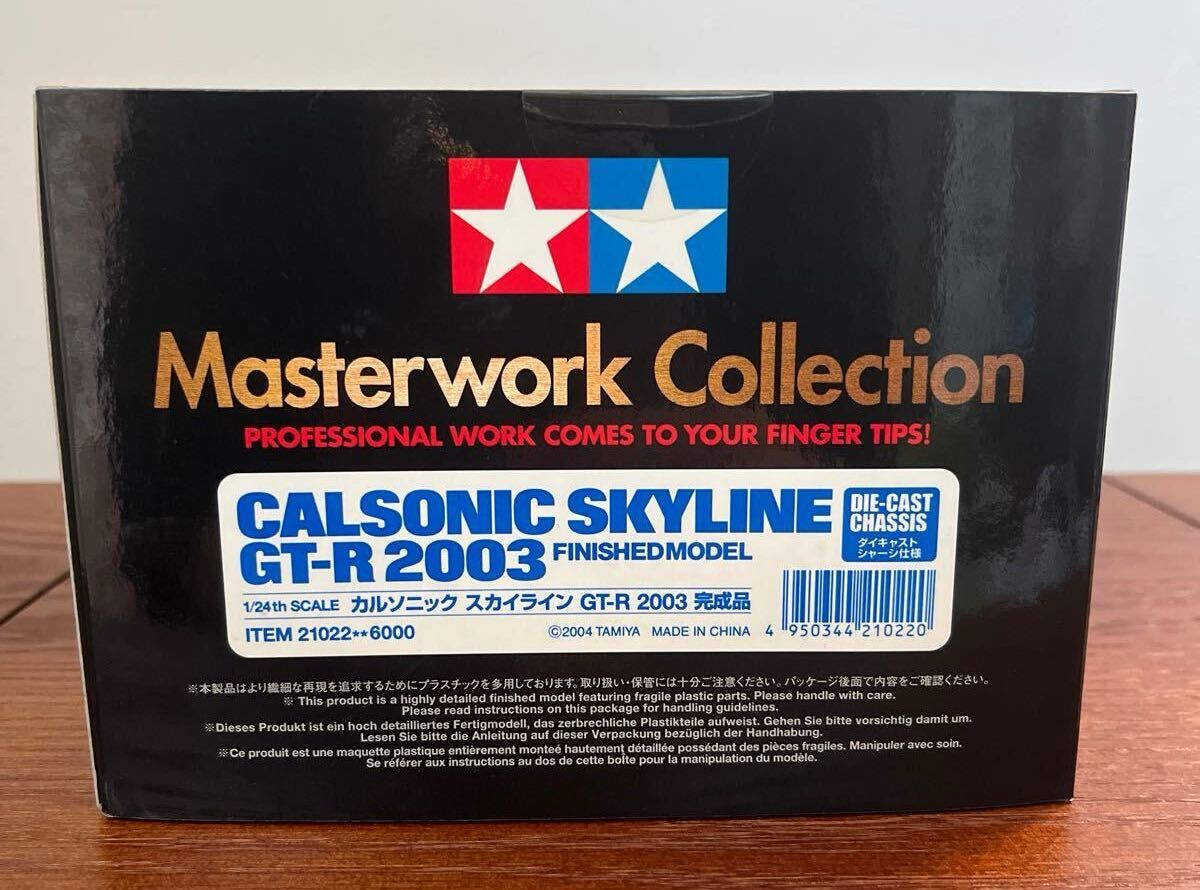 Masterwork Collection
PROFESSIONAL WORK COMES TO YOUR FINGER TIPS!
CALSONIC SKYLINE
GT-R 2003 FINISHED MODEL
DIE-CAST
CHASSIS
ダイキャスト
シャーシ仕様
1/24th SCALE カルソニック スカイライン GT-R 2003 完成品
ITEM 21022**6000 ©2004 TAMIYA MADE IN CHINA 4 950344 210220
※本製品はより繊細な再現を追求するためにプラスチックを多用しております。取り扱い・保管には十分ご注意ください。パッケージ後面で内容をご確認ください。
※ This product is a highly detailed finished model featuring fragile plastic parts. Please handle with care.
Please read instructions on this package for handling guidelines.
※Dieses Produkt ist ein hoch detailliertes Fertigmodell, das zerbrechliche Plastikteile aufweist. Gehen Sie bitte vorsichtig damit um.
Lesen Sie bitte die Anleitung auf dieser Verpackung bezüglich der Handhabung.
※Ce produit est une maquette plastique entièrement monteé hautement détaillée possédant des pièces fragiles. Manipuler avec soin.
Se référer aux instructions au dos de cette boîte pour la manipulation du modèle.